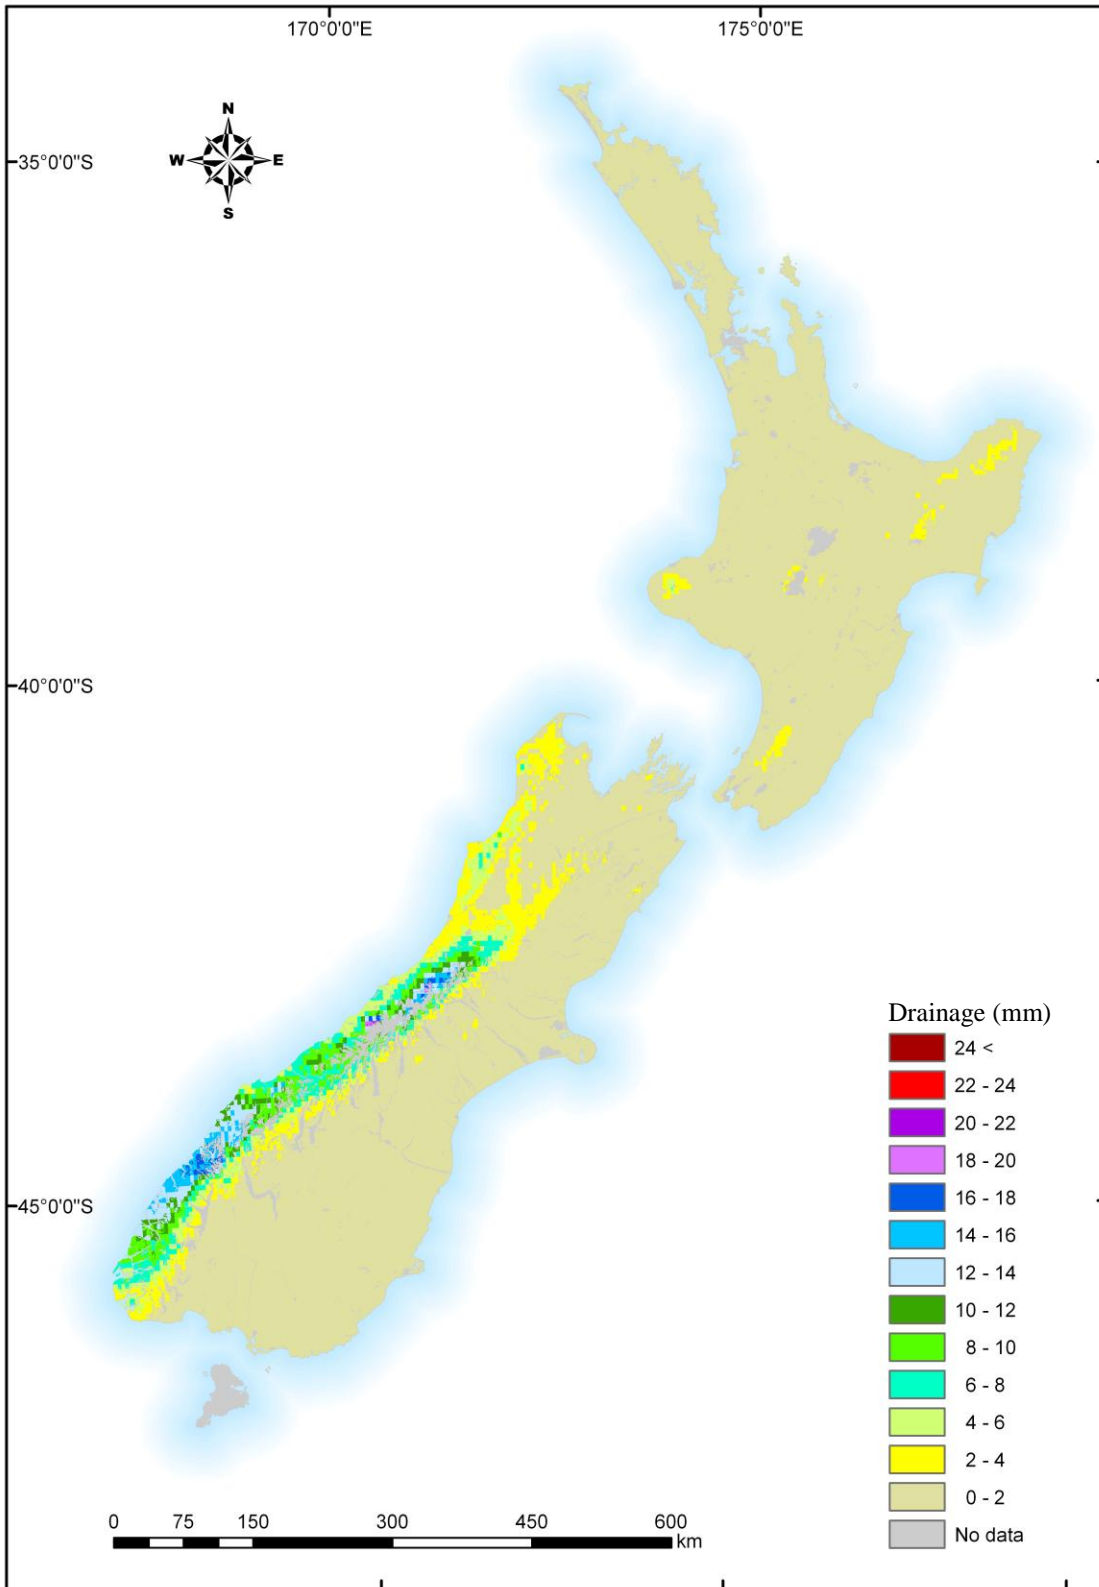 170°0'0"E 175°0'0"E
N
W E
S
35°0'0"S
40°0'0"S
45°0'0"S
Drainage (mm)
24 <
22 - 24
20 - 22
18 - 20
16 - 18
14 - 16
12 - 14
10 - 12
8 - 10
6 - 8
4 - 6
2 - 4
0 - 2
No data
0 75 150 300 450 600
km